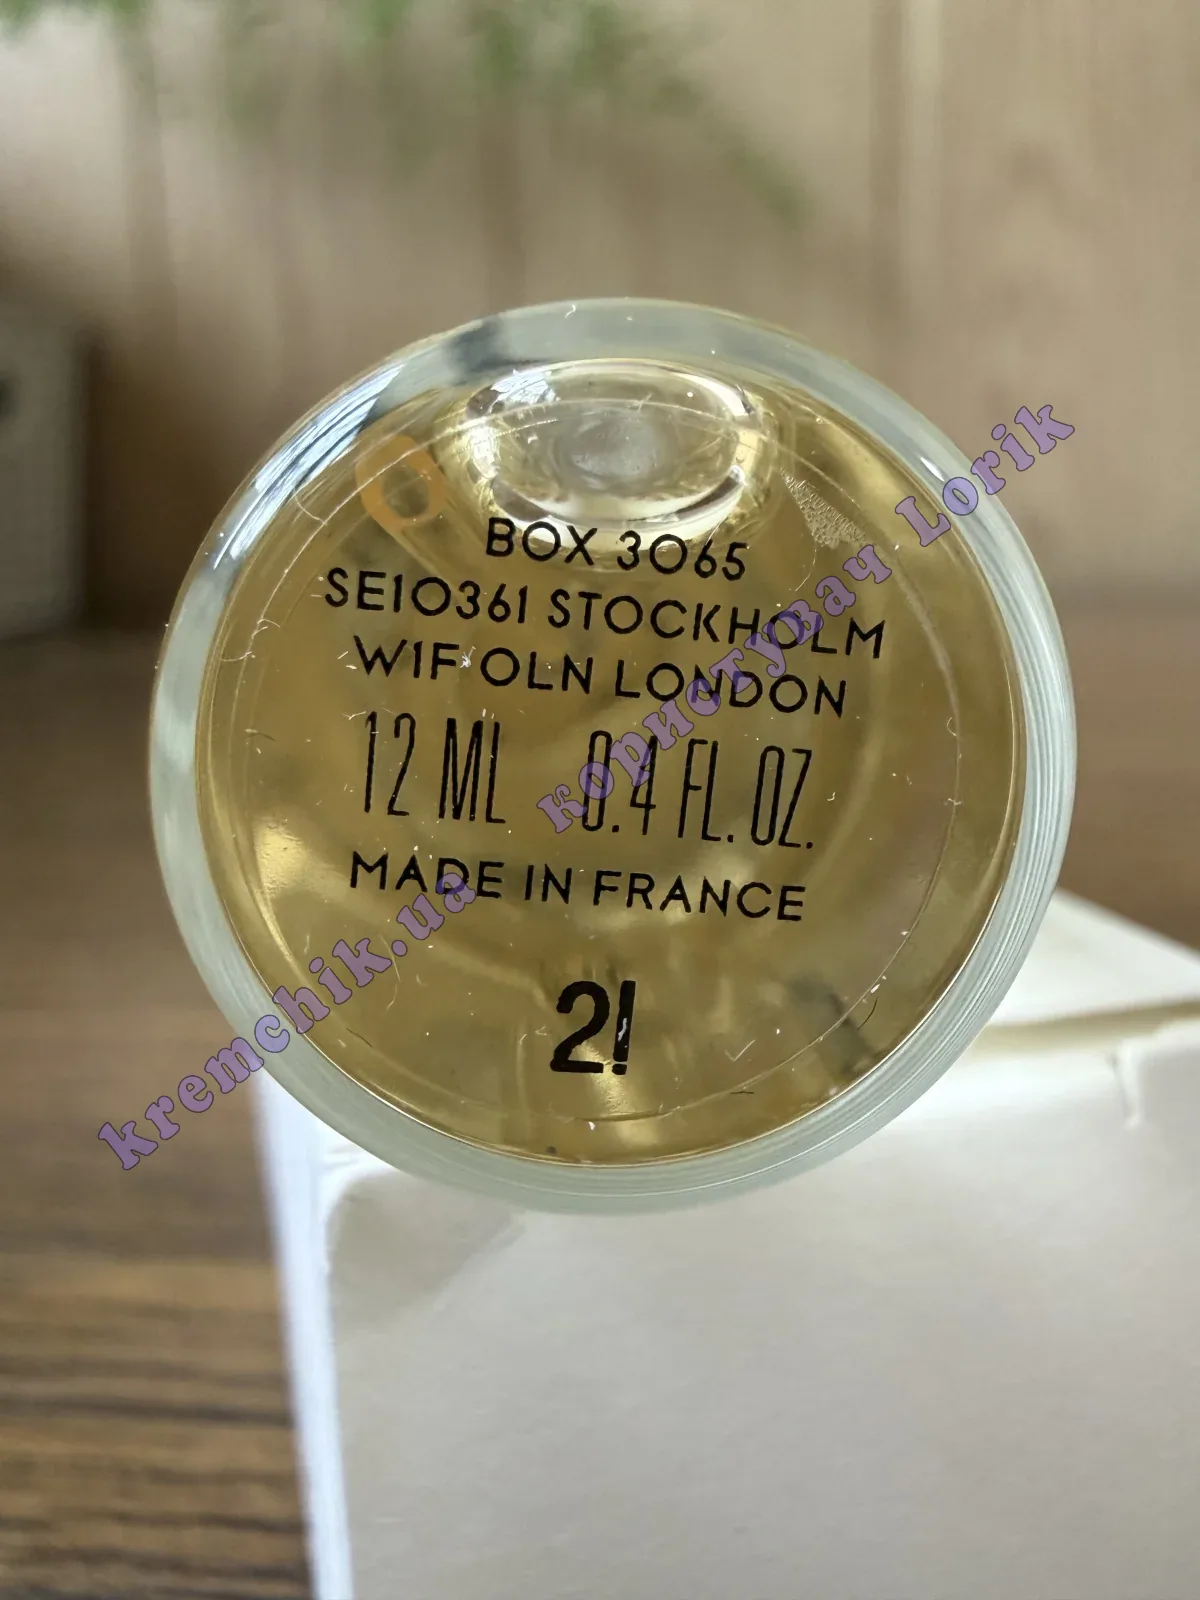 BOX 3065
SE10361 STOCKHOLM
W1F OLN LONDON
12 ML 0.4 FL. OZ.
MADE IN FRANCE
2!
kremchik.ua користувач Lorik